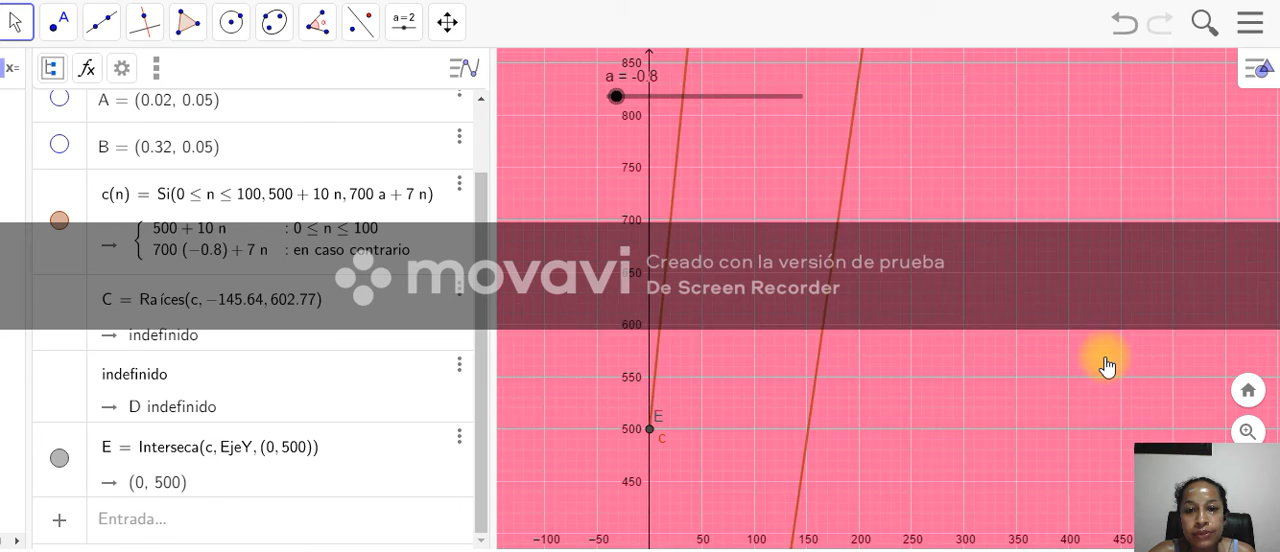 a=2
x=
fx
A = (0.02, 0.05)
B = (0.32, 0.05)
c(n) = Si(0 ≤ n ≤ 100, 500 + 10 n, 700 a + 7 n)
→ { 500 + 10 n : 0 ≤ n ≤ 100
700 (−0.8) + 7 n : en caso contrario
C = Raíces(c, −145.64, 602.77)
→ indefinido
indefinido
→ D indefinido
E = Interseca(c, EjeY, (0, 500))
→ (0, 500)
+ Entrada...
a = -0.8
850
800
750
700
650
600
550
500
450
E
c
−100 −50 50 100 150 200 250 300 350 400 450
movavi
Creado con la versión de prueba
De Screen Recorder